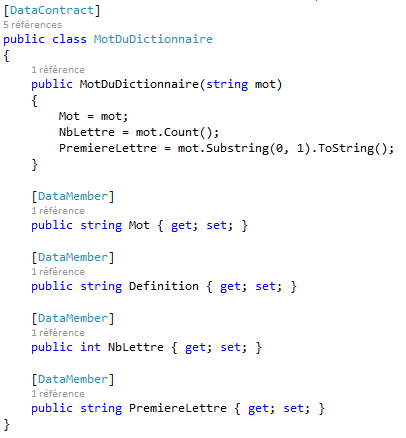 [DataContract]
5 références
public class MotDuDictionnaire
{
1 référence
public MotDuDictionnaire(string mot)
{
Mot = mot;
NbLettre = mot.Count();
PremiereLettre = mot.Substring(0, 1).ToString();
}
[DataMember]
1 référence
public string Mot { get; set; }
[DataMember]
1 référence
public string Definition { get; set; }
[DataMember]
1 référence
public int NbLettre { get; set; }
[DataMember]
1 référence
public string PremiereLettre { get; set; }
}